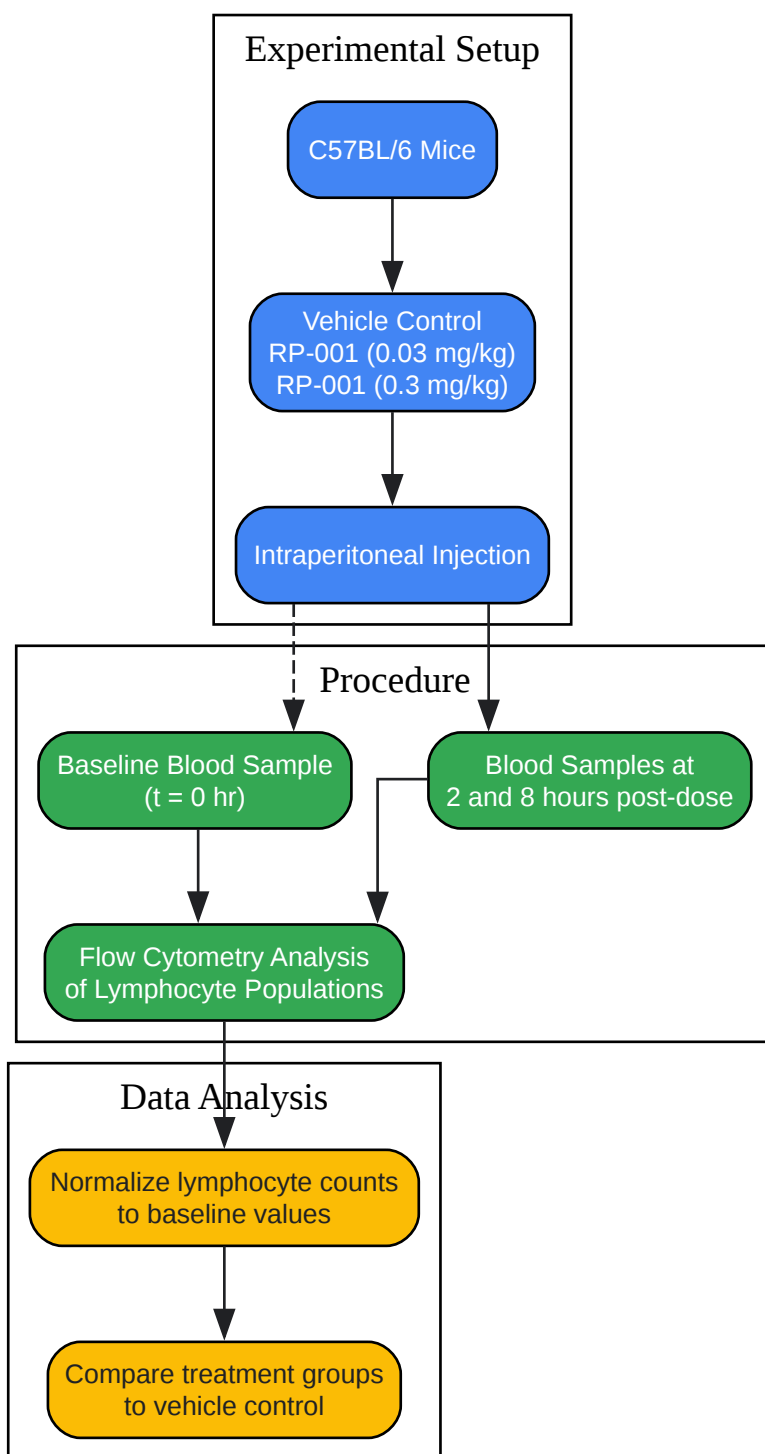 Experimental Setup
C57BL/6 Mice
Vehicle Control
RP-001 (0.03 mg/kg)
RP-001 (0.3 mg/kg)
Intraperitoneal Injection
Procedure
Baseline Blood Sample
(t = 0 hr)
Blood Samples at
2 and 8 hours post-dose
Flow Cytometry Analysis
of Lymphocyte Populations
Data Analysis
Normalize lymphocyte counts
to baseline values
Compare treatment groups
to vehicle control